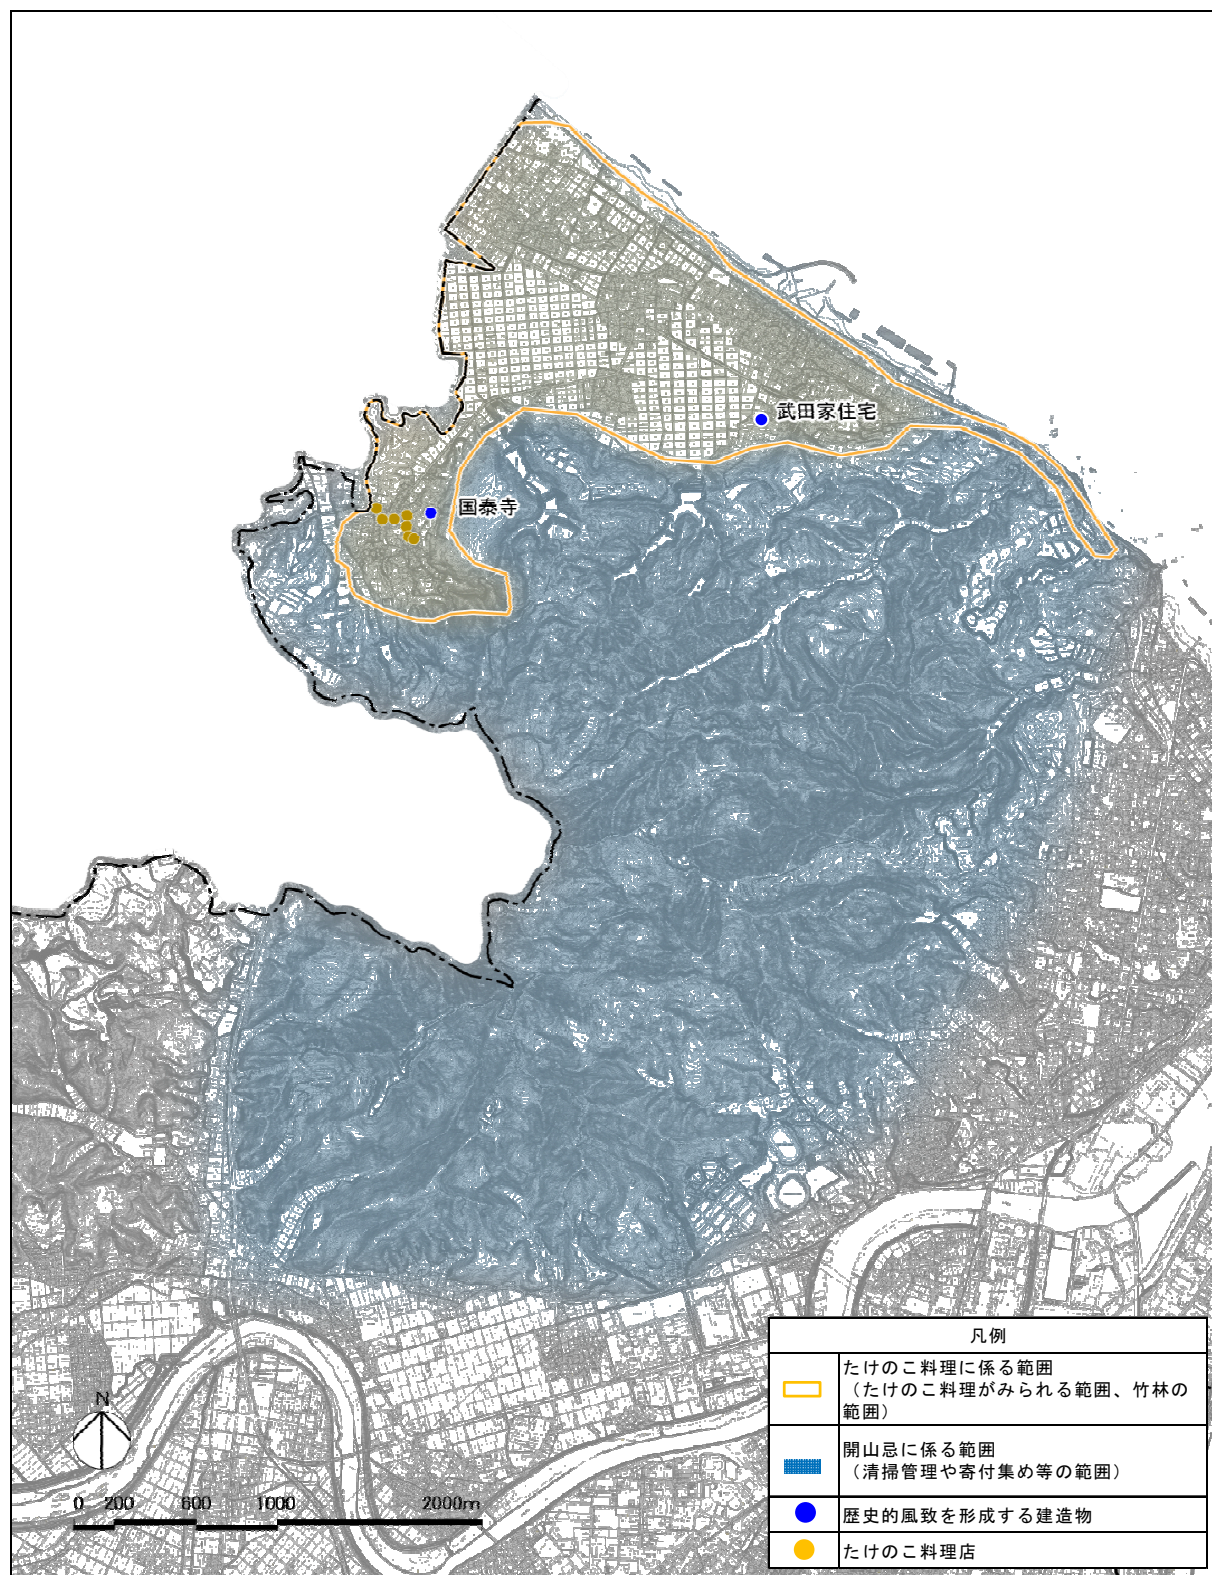 武田家住宅
国泰寺
凡例
たけのこ料理に係る範囲
（たけのこ料理がみられる範囲、竹林の
範囲）
開山忌に係る範囲
（清掃管理や寄付集め等の範囲）
歴史的風致を形成する建造物
たけのこ料理店
N
0 200 600 1000 2000m